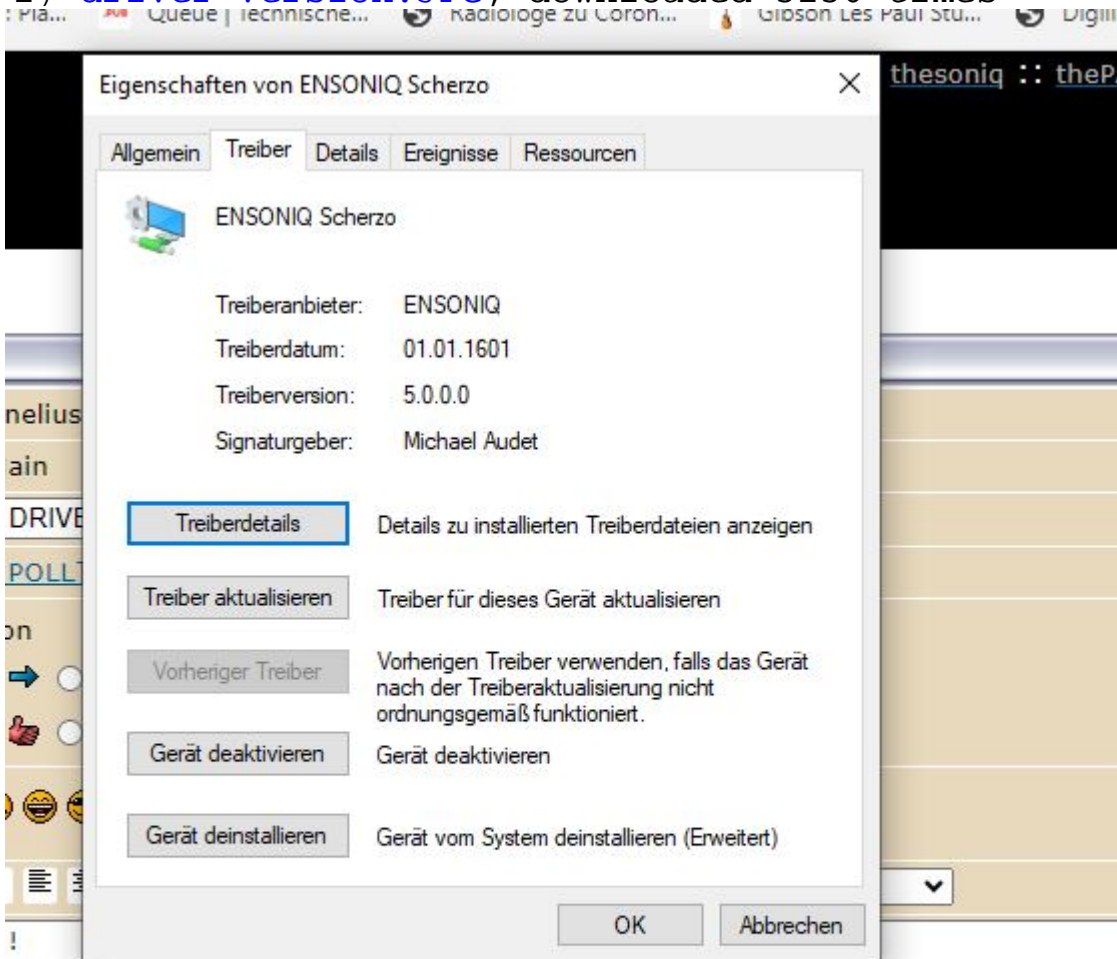 Eigenschaften von ENSONIQ Scherzo
thesoniq :: theP
Allgemein Treiber Details Ereignisse Ressourcen
ENSONIQ Scherzo
Treiberanbieter: ENSONIQ
Treiberdatum: 01.01.1601
Treiberversion: 5.0.0.0
nelius
Signaturgeber: Michael Audet
ain
DRIVE
Treiberdetails Details zu installierten Treiberdateien anzeigen
POLL
Treiber aktualisieren Treiber für dieses Gerät aktualisieren
on
Vorheriger Treiber Vorherigen Treiber verwenden, falls das Gerät
nach der Treiberaktualisierung nicht
ordnungsgemäß funktioniert.
Gerät deaktivieren Gerät deaktivieren
Gerät deinstallieren Gerät vom System deinstallieren (Erweitert)
OK Abbrechen
!